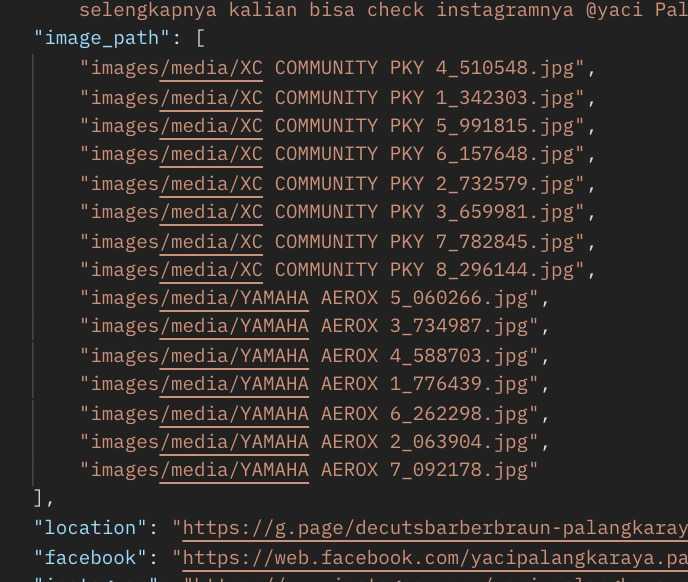 selengkapnya kalian bisa check instagramnya @yaci Pal
"image_path": [
"images/media/XC COMMUNITY PKY 4_510548.jpg",
"images/media/XC COMMUNITY PKY 1_342303.jpg",
"images/media/XC COMMUNITY PKY 5_991815.jpg",
"images/media/XC COMMUNITY PKY 6_157648.jpg",
"images/media/XC COMMUNITY PKY 2_732579.jpg",
"images/media/XC COMMUNITY PKY 3_659981.jpg",
"images/media/XC COMMUNITY PKY 7_782845.jpg",
"images/media/XC COMMUNITY PKY 8_296144.jpg",
"images/media/YAMAHA AEROX 5_060266.jpg",
"images/media/YAMAHA AEROX 3_734987.jpg",
"images/media/YAMAHA AEROX 4_588703.jpg",
"images/media/YAMAHA AEROX 1_776439.jpg",
"images/media/YAMAHA AEROX 6_262298.jpg",
"images/media/YAMAHA AEROX 2_063904.jpg",
"images/media/YAMAHA AEROX 7_092178.jpg"
],
"location": "https://g.page/decutsbarberbraun-palangkaray
"facebook": "https://web.facebook.com/yacipalangkaraya.pa